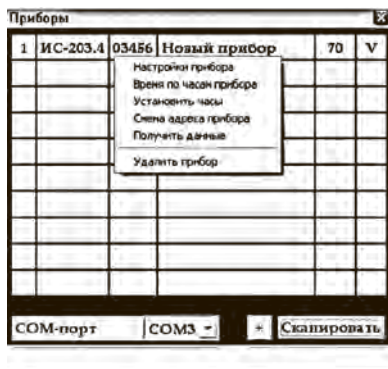 Приборы
1 ИС-203.4 03456 Новый прибор 70 V
Настройки прибора
Время по часам прибора
Установить часы
Смена адреса прибора
Получить данные
Удалить прибор
COM-порт COM3 * Сканировать